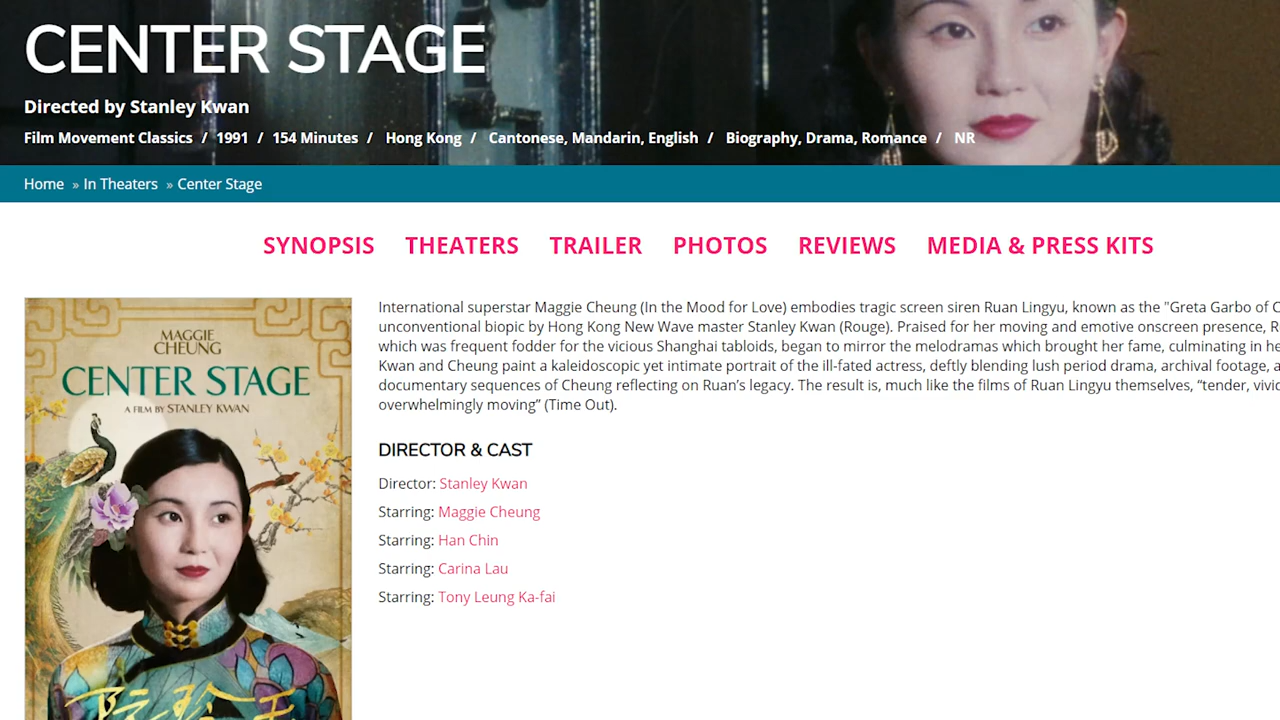 CENTER STAGE
Directed by Stanley Kwan
Film Movement Classics / 1991 / 154 Minutes / Hong Kong / Cantonese, Mandarin, English / Biography, Drama, Romance / NR
Home » In Theaters » Center Stage
SYNOPSIS THEATERS TRAILER PHOTOS REVIEWS MEDIA & PRESS KITS
MAGGIE
CHEUNG
CENTER STAGE
A FILM BY STANLEY KWAN
阮玲玉
International superstar Maggie Cheung (In the Mood for Love) embodies tragic screen siren Ruan Lingyu, known as the "Greta Garbo of
unconventional biopic by Hong Kong New Wave master Stanley Kwan (Rouge). Praised for her moving and emotive onscreen presence,
which was frequent fodder for the vicious Shanghai tabloids, began to mirror the melodramas which brought her fame, culminating in
Kwan and Cheung paint a kaleidoscopic yet intimate portrait of the ill-fated actress, deftly blending lush period drama, archival footage,
documentary sequences of Cheung reflecting on Ruan's legacy. The result is, much like the films of Ruan Lingyu themselves, “tender,
overwhelmingly moving” (Time Out).
DIRECTOR & CAST
Director: Stanley Kwan
Starring: Maggie Cheung
Starring: Han Chin
Starring: Carina Lau
Starring: Tony Leung Ka-fai